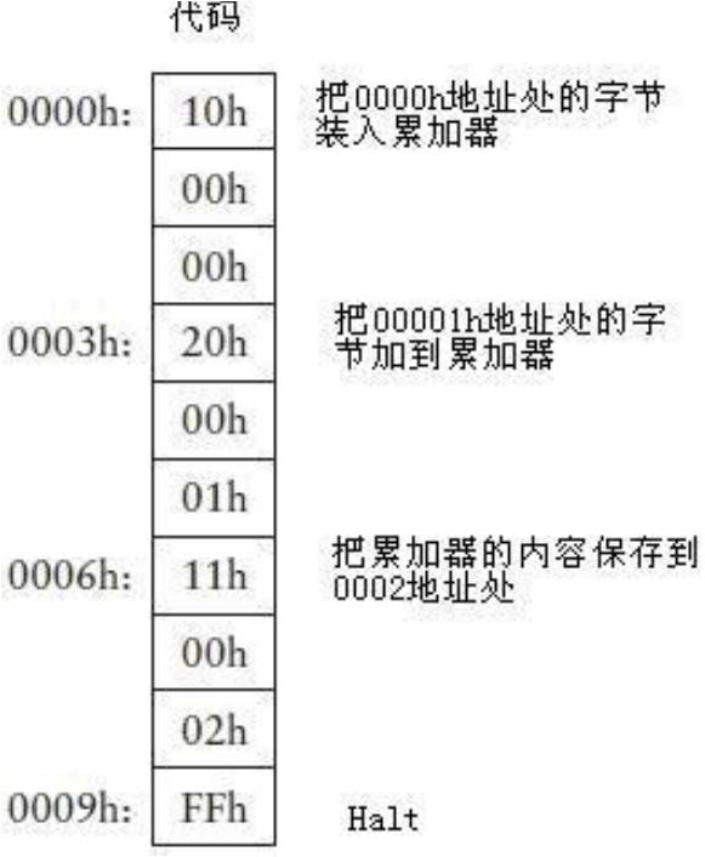 代码
0000h: 10h 把0000h地址处的字节
装入累加器
00h
00h
0003h: 20h 把00001h地址处的字
节加到累加器
00h
01h
0006h: 11h 把累加器的内容保存到
0002地址处
00h
02h
0009h: FFh Halt